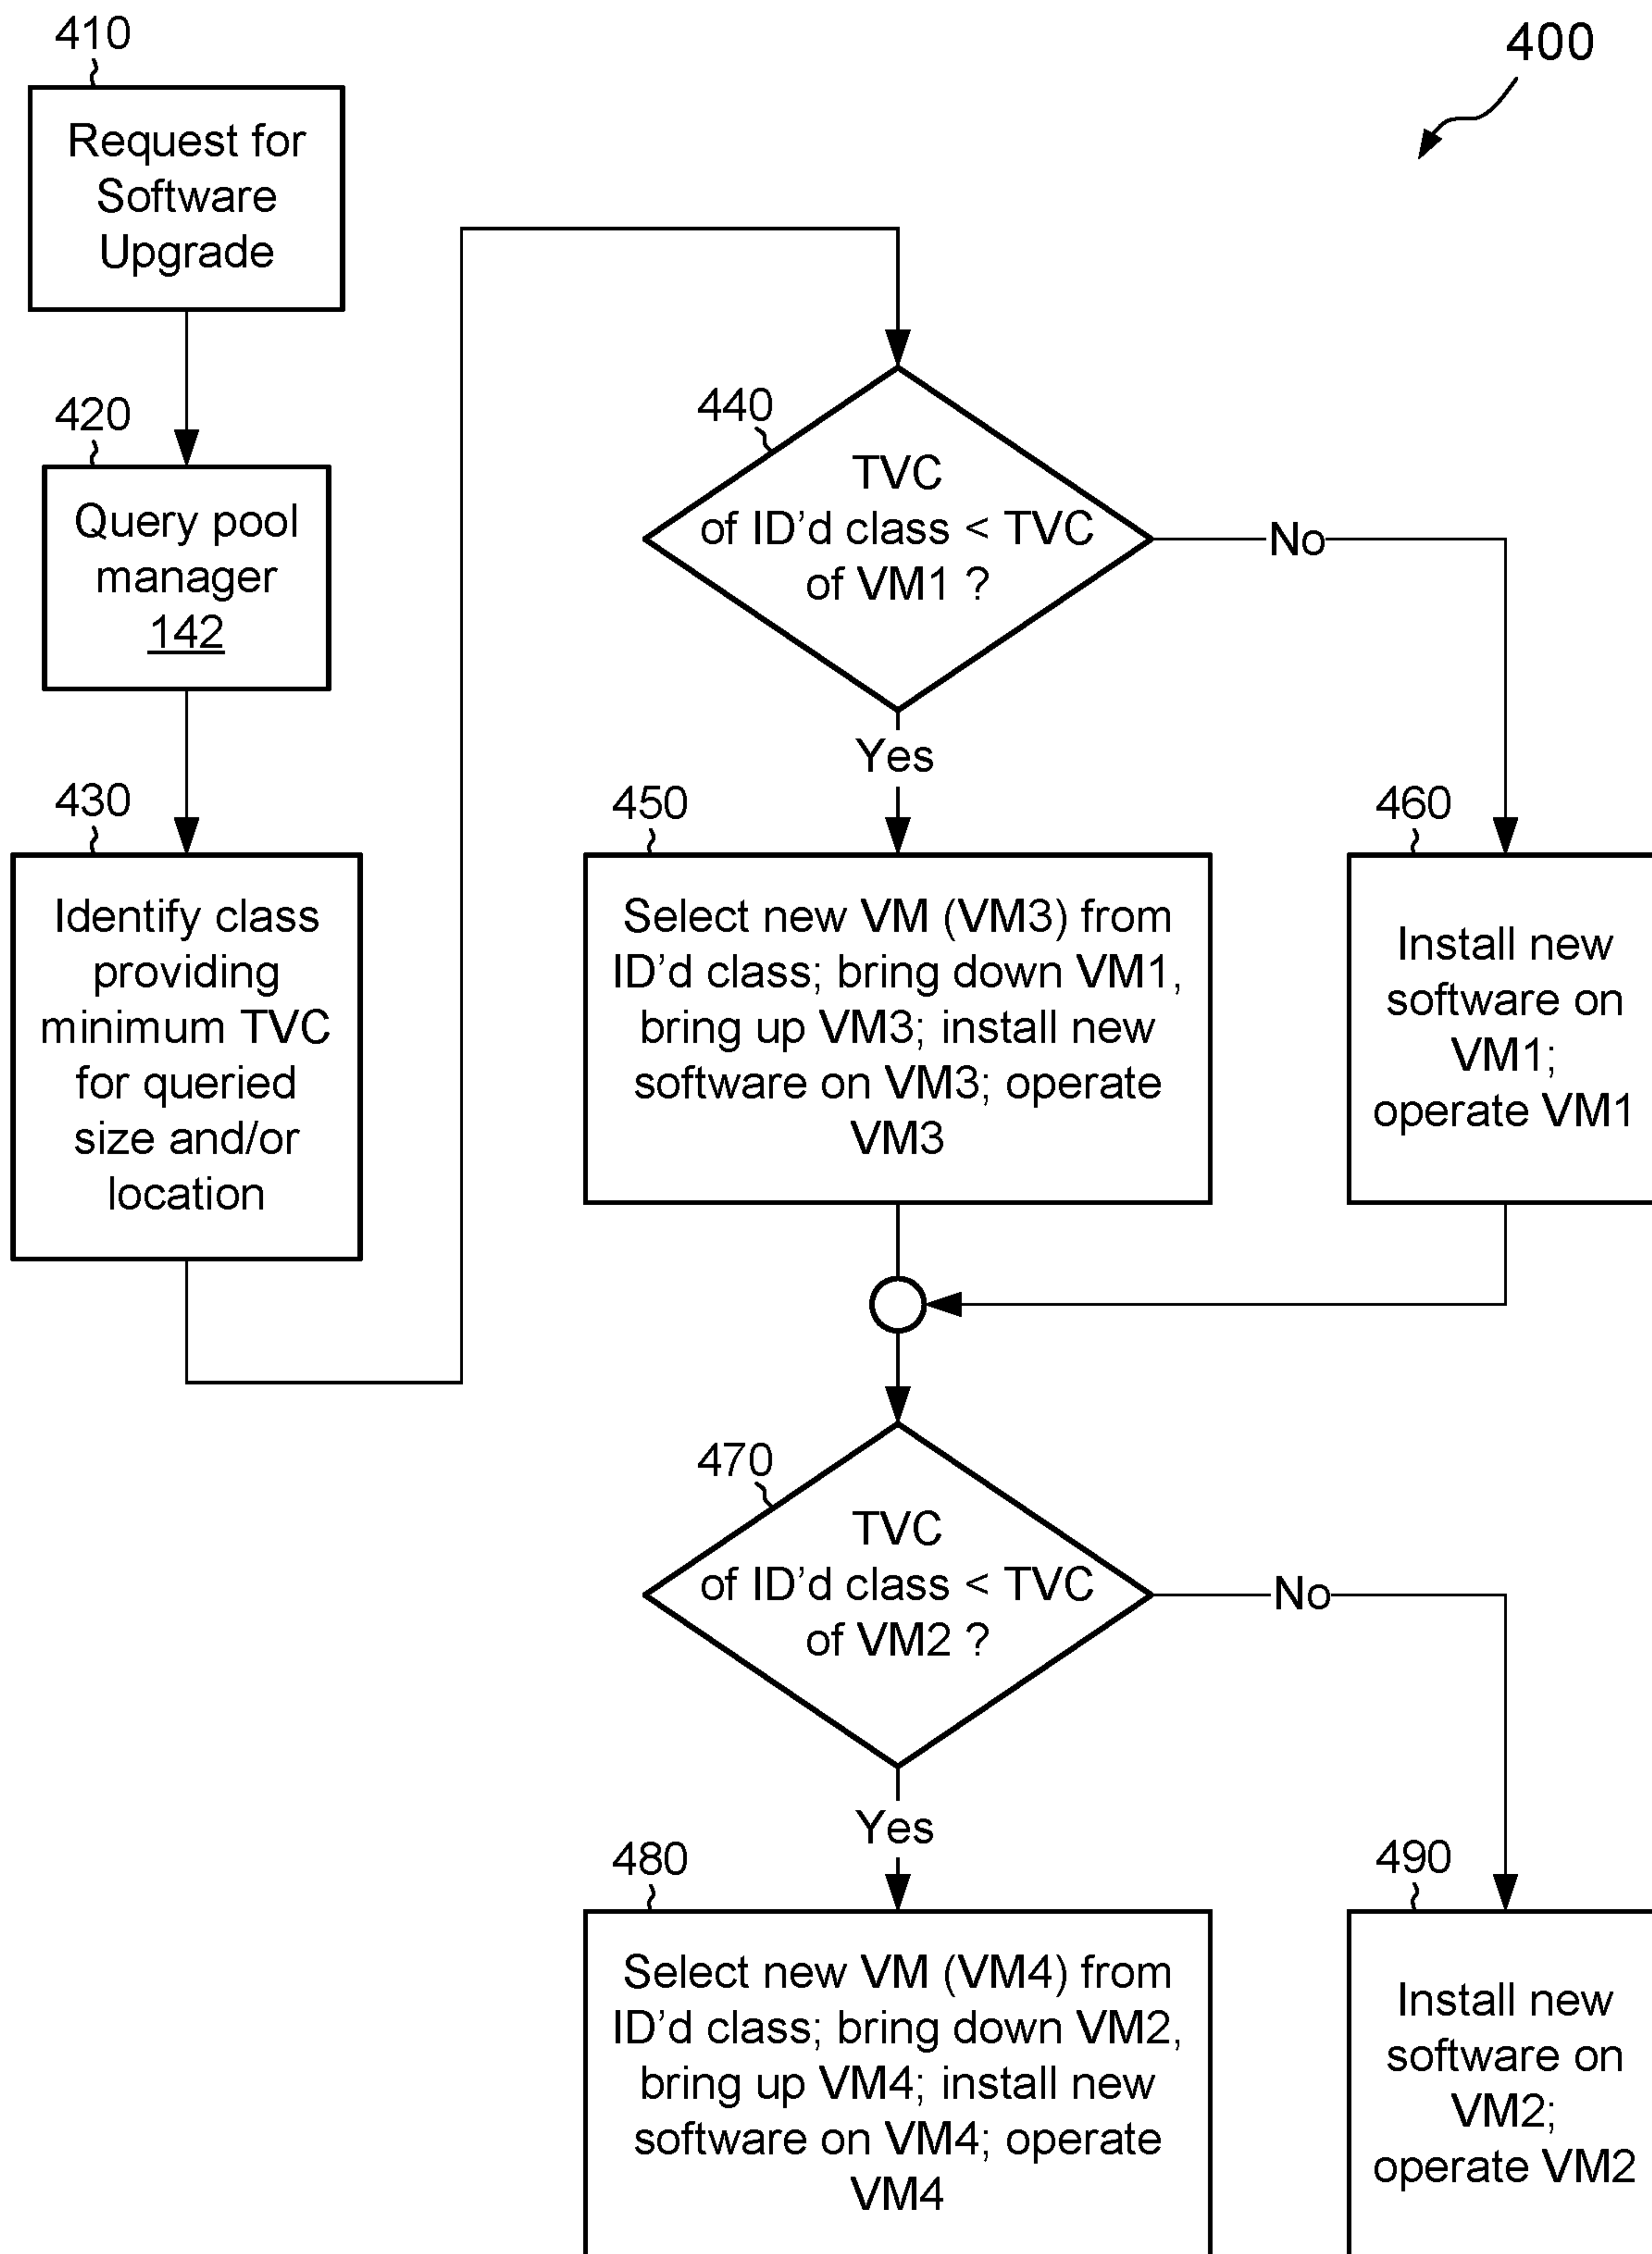 400
410
Request for
Software
Upgrade
420
Query pool
manager
142
430
Identify class
providing
minimum TVC
for queried
size and/or
location
440
TVC
of ID’d class < TVC
of VM1 ?
No
Yes
450
Select new VM (VM3) from
ID’d class; bring down VM1,
bring up VM3; install new
software on VM3; operate
VM3
460
Install new
software on
VM1;
operate VM1
470
TVC
of ID’d class < TVC
of VM2 ?
No
Yes
480
Select new VM (VM4) from
ID’d class; bring down VM2,
bring up VM4; install new
software on VM4; operate
VM4
490
Install new
software on
VM2;
operate VM2